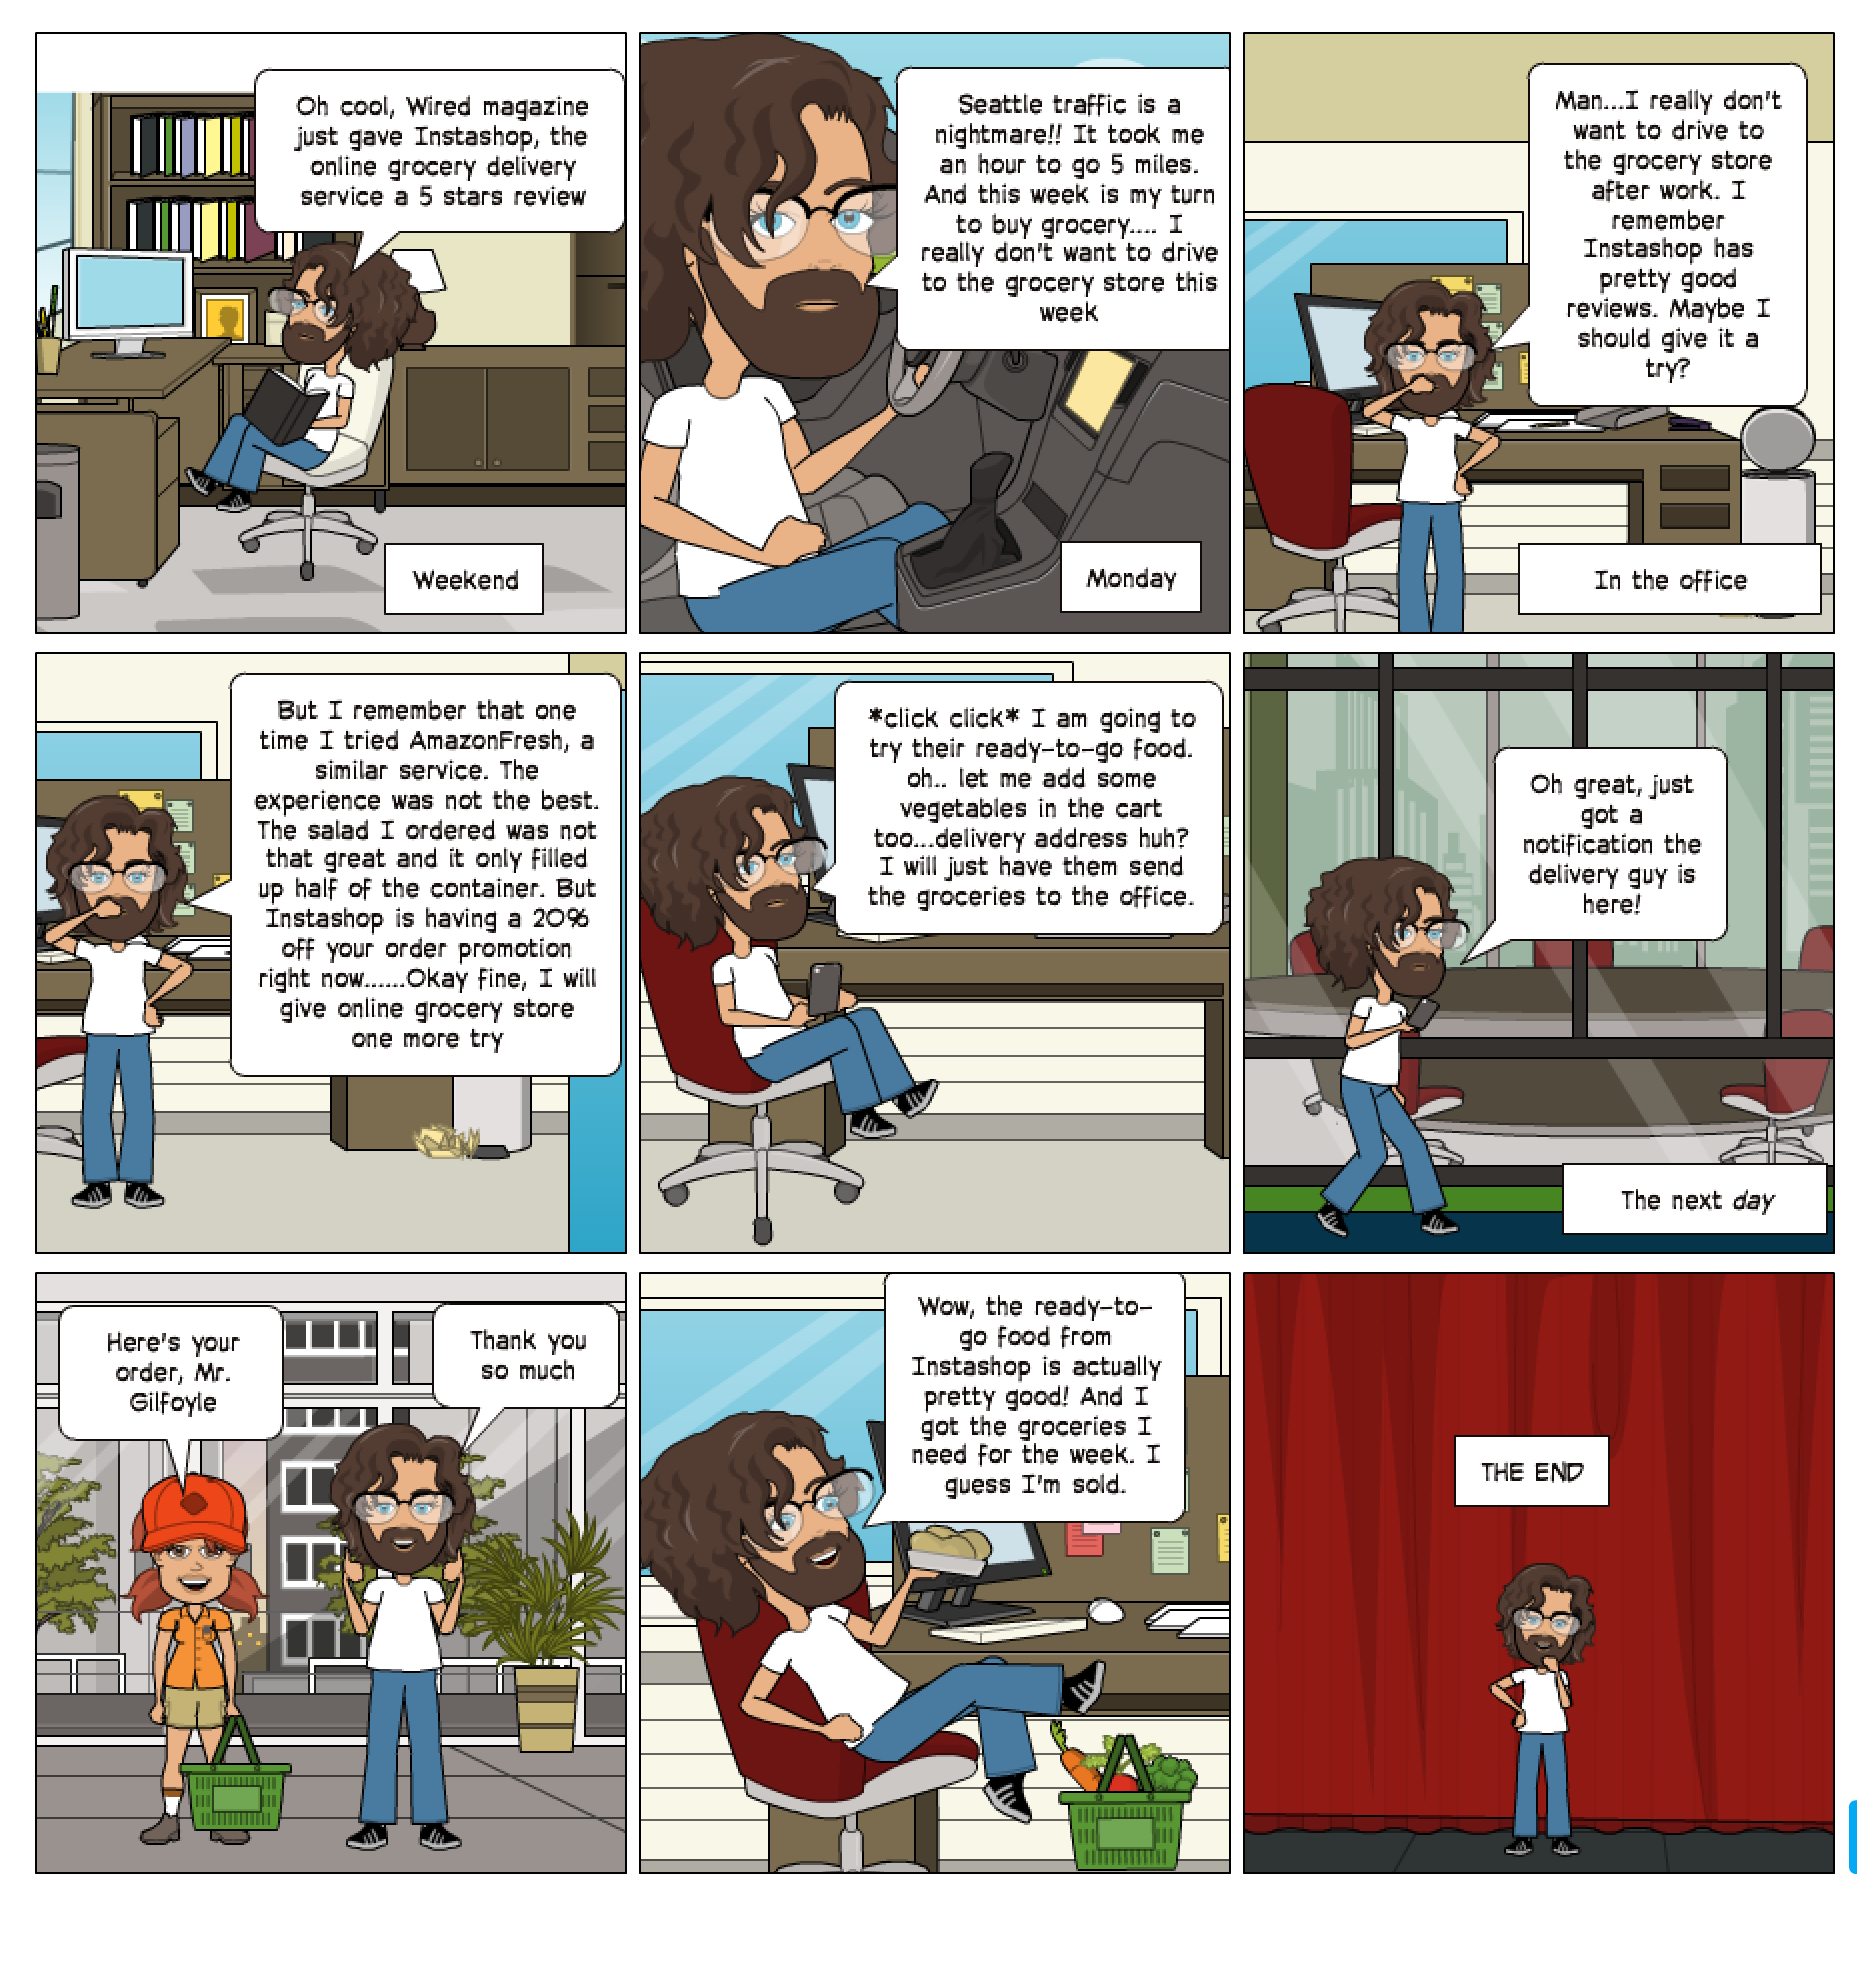 Oh cool, Wired magazine
just gave Instashop, the
online grocery delivery
service a 5 stars review
Weekend
Seattle traffic is a
nightmare!! It took me
an hour to go 5 miles.
And this week is my turn
to buy grocery.... I
really don't want to drive
to the grocery store this
week
Monday
Man...I really don't
want to drive to
the grocery store
after work. I
remember
Instashop has
pretty good
reviews. Maybe I
should give it a
try?
In the office
But I remember that one
time I tried AmazonFresh, a
similar service. The
experience was not the best.
The salad I ordered was not
that great and it only filled
up half of the container. But
Instashop is having a 20%
off your order promotion
right now......Okay fine, I will
give online grocery store
one more try
*click click* I am going to
try their ready-to-go food.
oh.. let me add some
vegetables in the cart
too...delivery address huh?
I will just have them send
the groceries to the office.
Oh great, just
got a
notification the
delivery guy is
here!
The next day
Here's your
order, Mr.
Gilfoyle
Thank you
so much
Wow, the ready-to-
go food from
Instashop is actually
pretty good! And I
got the groceries I
need for the week. I
guess I'm sold.
THE END